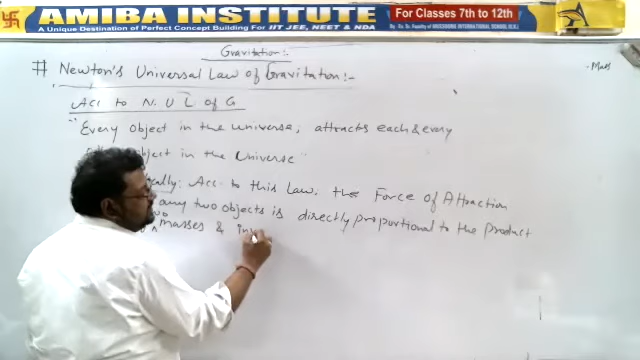 AMIBA INSTITUTE
For Classes 7th to 12th
A Unique Destination of Perfect Concept Building For IIT JEE, NEET & NDA
Gravitation:-
# Newton's Universal Law of Gravitation:-
Acc to N. U L of G
"Every object in the universe, attracts each & every
object in the Universe"
ically: Acc. to this Law. the Force of Attraction
any two objects is directly proportional to the Product
Masses & inv
- Mass